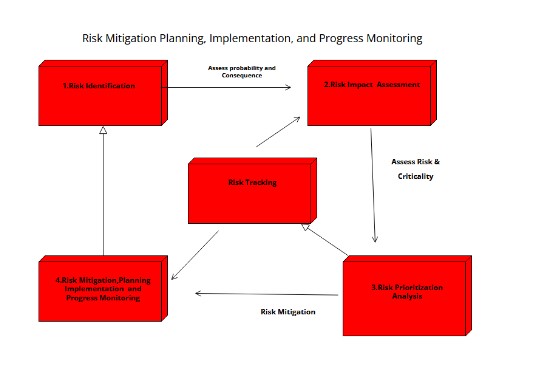 Risk Mitigation Planning, Implementation, and Progress Monitoring
1.Risk Identification
Assess probability and
Consequence
2.Risk Impact Assessment
Assess Risk &
Criticality
Risk Tracking
4.Risk Mitigation,Planning
Implementation and
Progress Monitoring
3.Risk Prioritization
Analysis
Risk Mitigation